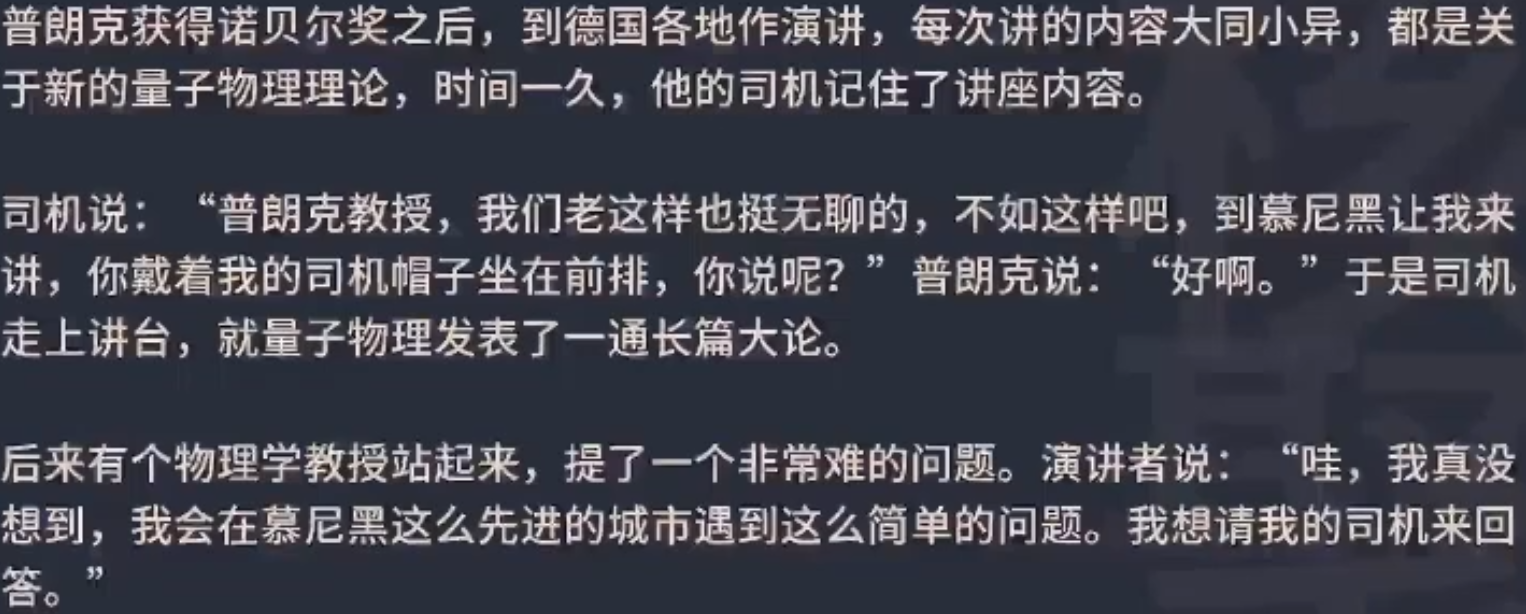 普朗克获得诺贝尔奖之后，到德国各地作演讲，每次讲的内容大同小异，都是关
于新的量子物理理论，时间一久，他的司机记住了讲座内容。
司机说：“普朗克教授，我们老这样也挺无聊的，不如这样吧，到慕尼黑让我来
讲，你戴着我的司机帽子坐在前排，你说呢？”普朗克说：“好啊。”于是司机
走上讲台，就量子物理发表了一通长篇大论。
后来有个物理学教授站起来，提了一个非常难的问题。演讲者说：“哇，我真没
想到，我会在慕尼黑这么先进的城市遇到这么简单的问题。我想请我的司机来回
答。”